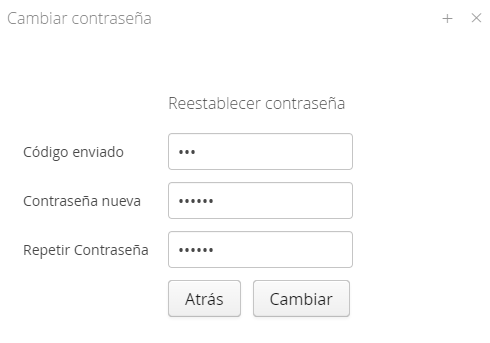 Cambiar contraseña
Reestablecer contraseña
Código enviado •••
Contraseña nueva ••••••
Repetir Contraseña ••••••
Atrás Cambiar